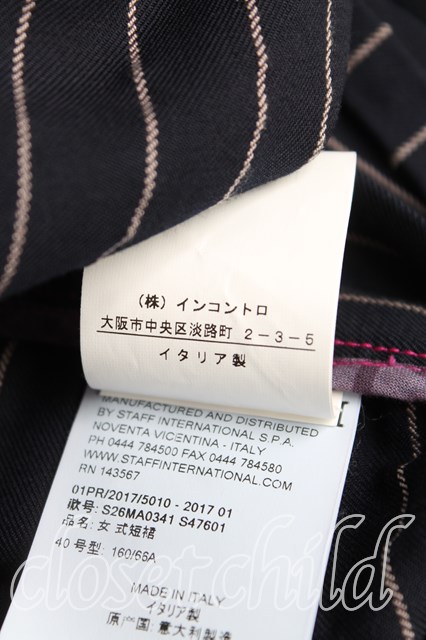 (株) インコントロ
大阪市中央区淡路町 2-3-5
イタリア製
MANUFACTURED AND DISTRIBUTED
BY STAFF INTERNATIONAL S.P.A.
NOVENTA VICENTINA - ITALY
PH 0444 784500 FAX 0444 784580
WWW.STAFFINTERNATIONAL.COM
RN 143567
01PR/2017/5010 - 2017 01
款号: S26MA0341 S47601
品名: 女式短裙
40 号型: 160/66A
MADE IN ITALY
イタリア製
原产国: 意大利制造
closetchild